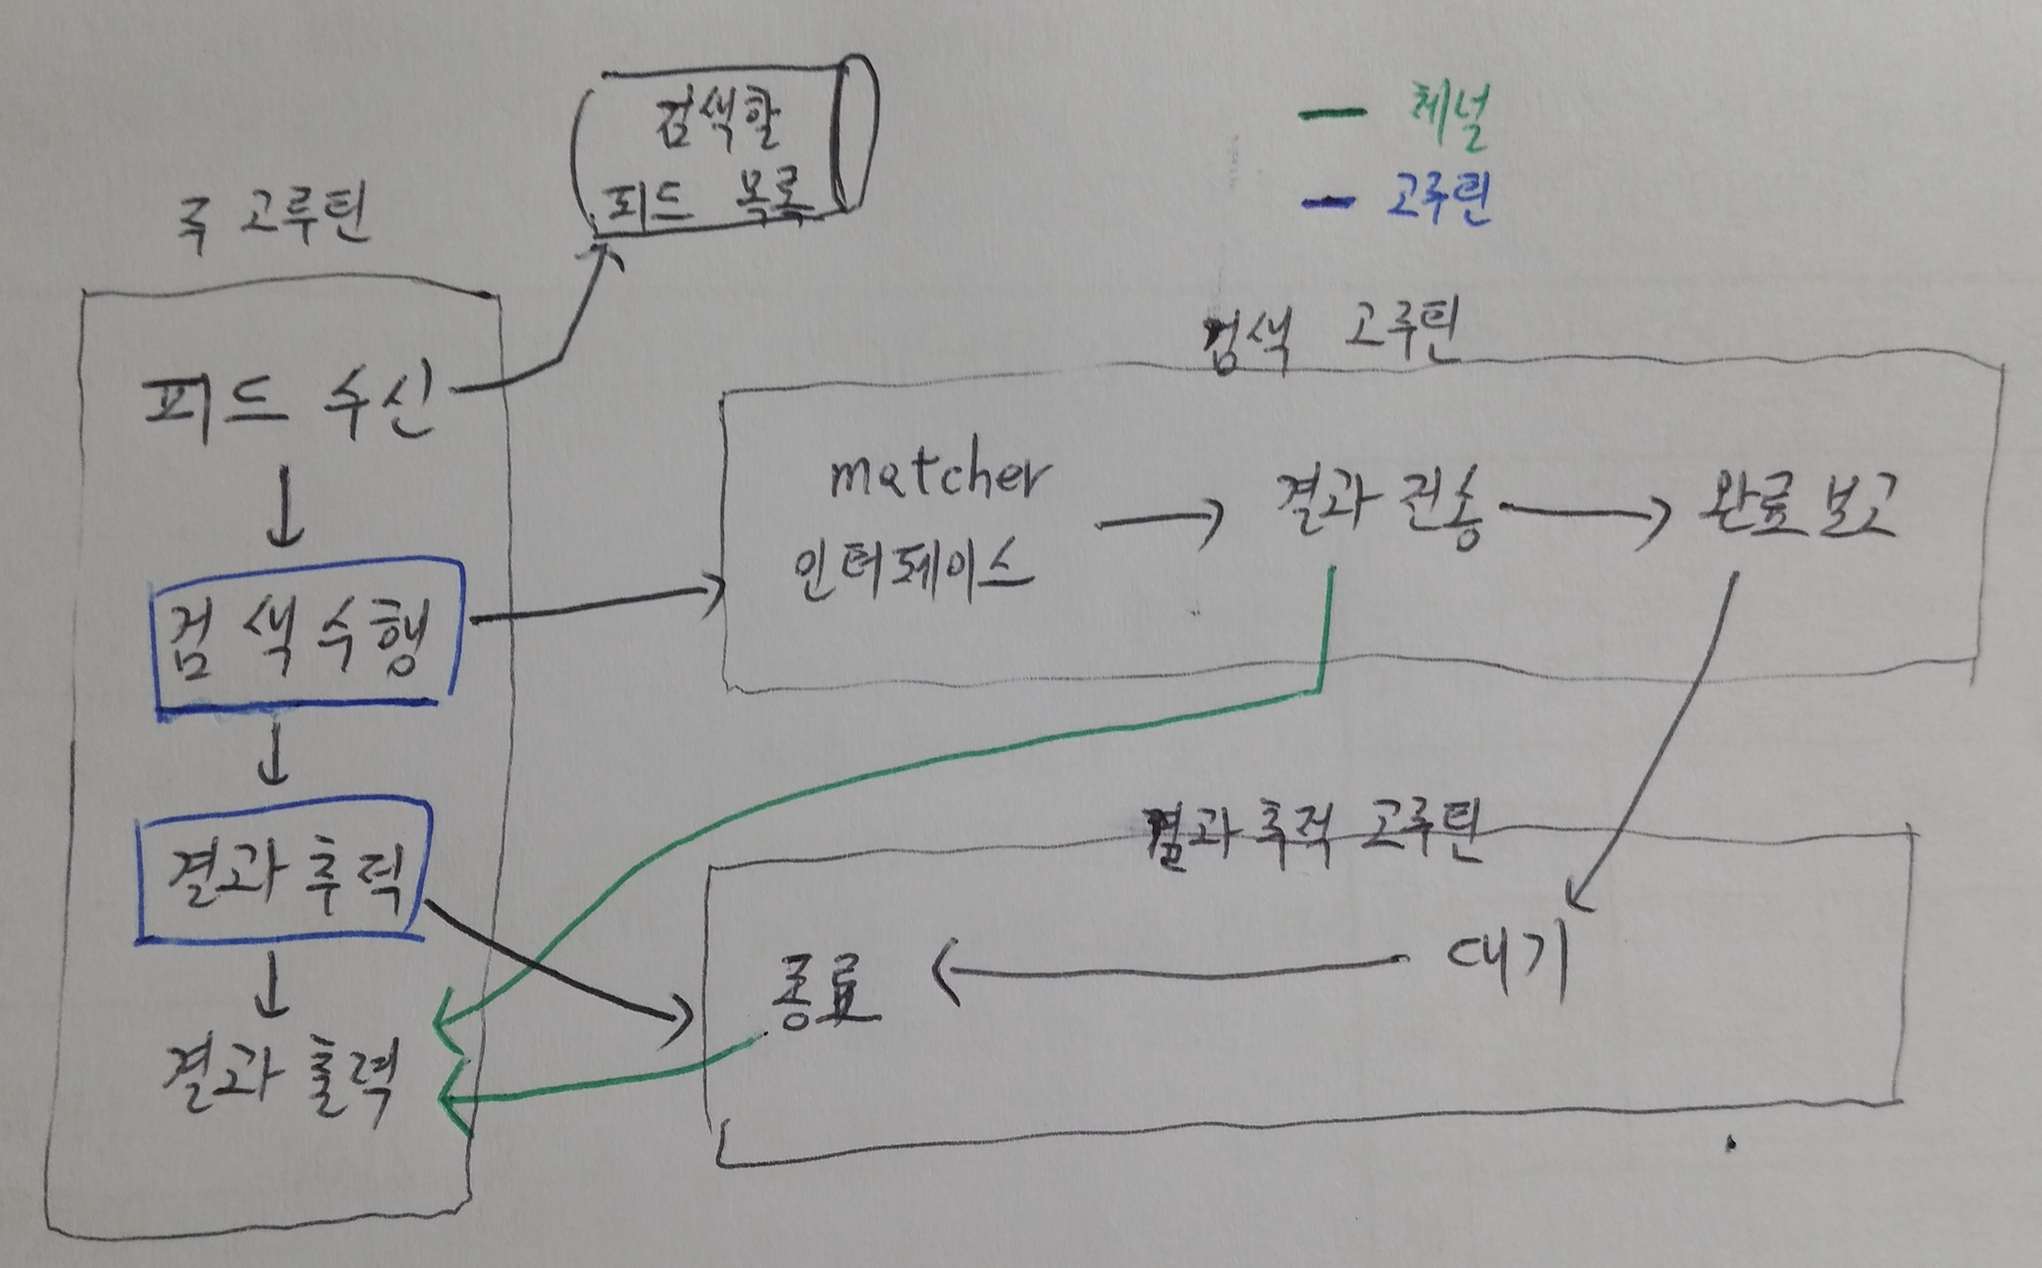 검색할
피드 목록
체널
고루틴
주 고루틴
검색 고루틴
피드 수신
matcher
인터페이스
결과 전송
완료 보고
검색 수행
결과 추적 고루틴
결과 추적
대기
종료
결과 출력